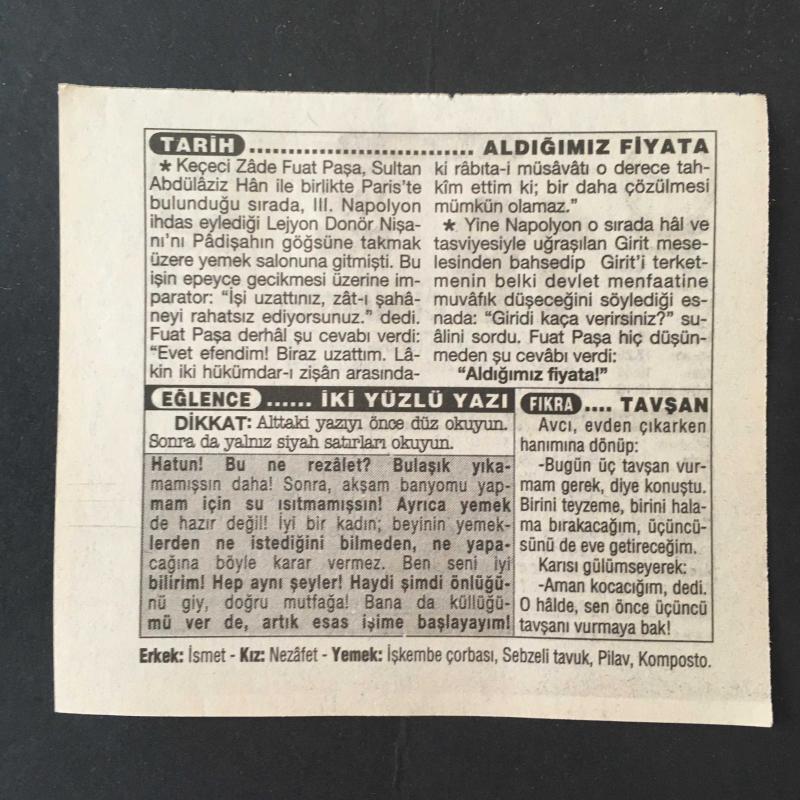 TARİH ............................. ALDIĞIMIZ FİYATA
★ Keçeci Zâde Fuat Paşa, Sultan
Abdülâziz Hân ile birlikte Paris'te
bulunduğu sırada, III. Napolyon
ihdas eylediği Lejyon Donör Nişa-
nı'nı Pâdişahın göğsüne takmak
üzere yemek salonuna gitmişti. Bu
işin epeyce gecikmesi üzerine im-
parator: "İşi uzattınız, zât-ı şahâ-
neyi rahatsız ediyorsunuz." dedi.
Fuat Paşa derhâl şu cevabı verdi:
"Evet efendim! Biraz uzattım. Lâ-
kin iki hükümdar-ı zişân arasında-
ki râbıta-i müsâvâtı o derece tah-
kîm ettim ki; bir daha çözülmesi
mümkün olamaz."
★ Yine Napolyon o sırada hâl ve
tasviyesiyle uğraşılan Girit mese-
lesinden bahsedip Girit'i terket-
menin belki devlet menfaatine
muvâfık düşeceğini söylediği es-
nada: "Giridi kaça verirsiniz?" su-
âlini sordu. Fuat Paşa hiç düşün-
meden şu cevâbı verdi:
"Aldığımız fiyata!"
EĞLENCE ...... İKİ YÜZLÜ YAZI
DİKKAT: Alttaki yazıyı önce düz okuyun.
Sonra da yalnız siyah satırları okuyun.
Hatun! Bu ne rezâlet? Bulaşık yıka-
mamışsın daha! Sonra, akşam banyomu yap-
mam için su ısıtmamışsın! Ayrıca yemek
de hazır değil! İyi bir kadın; beyinin yemek-
lerden ne istediğini bilmeden, ne yapa-
cağına böyle karar vermez. Ben seni iyi
bilirim! Hep aynı şeyler! Haydi şimdi önlüğü-
nü giy, doğru mutfağa! Bana da küllüğü-
mü ver de, artık esas işime başlayayım!
FIKRA .... TAVŞAN
Avcı, evden çıkarken
hanımına dönüp:
-Bugün üç tavşan vur-
mam gerek, diye konuştu.
Birini teyzeme, birini hala-
ma bırakacağım, üçüncü-
sünü de eve getireceğim.
Karısı gülümseyerek:
-Aman kocacığım, dedi.
O hâlde, sen önce üçüncü
tavşanı vurmaya bak!
Erkek: İsmet - Kız: Nezâfet - Yemek: İşkembe çorbası, Sebzeli tavuk, Pilav, Komposto.